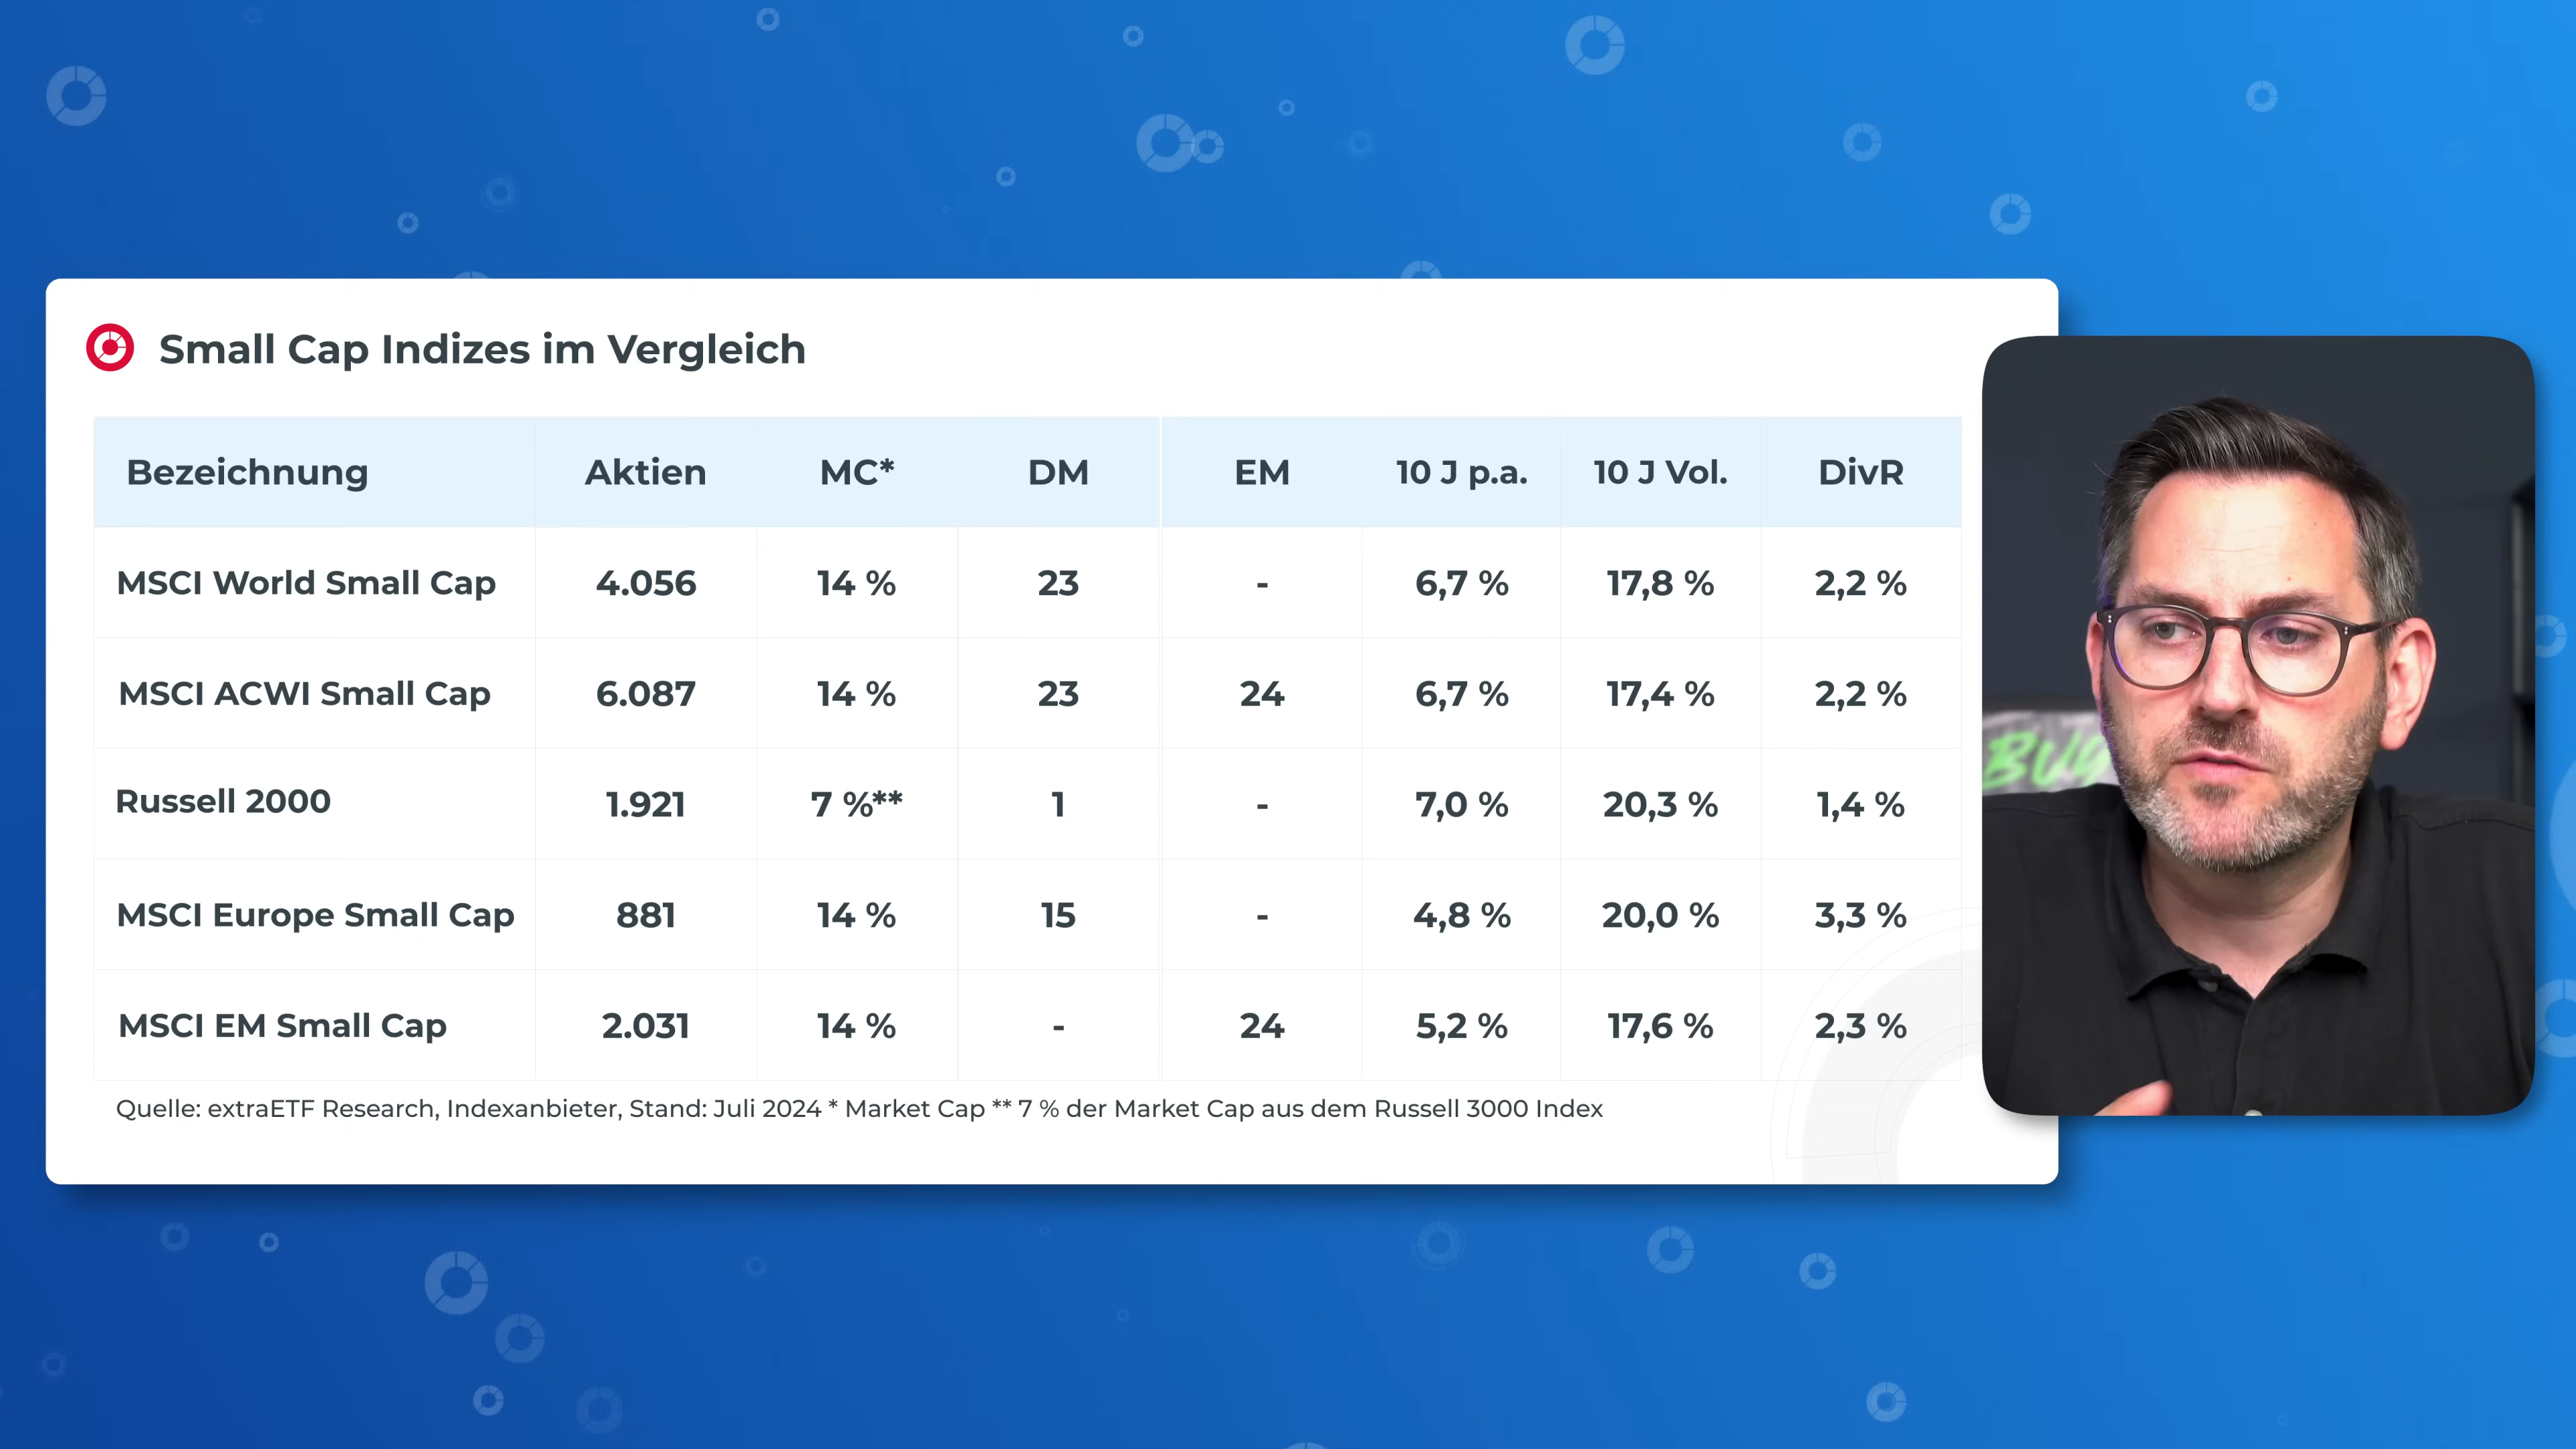 Small Cap Indizes im Vergleich
Bezeichnung Aktien MC* DM EM 10 J p.a. 10 J Vol. DivR
MSCI World Small Cap 4.056 14 % 23 - 6,7 % 17,8 % 2,2 %
MSCI ACWI Small Cap 6.087 14 % 23 24 6,7 % 17,4 % 2,2 %
Russell 2000 1.921 7 %** 1 - 7,0 % 20,3 % 1,4 %
MSCI Europe Small Cap 881 14 % 15 - 4,8 % 20,0 % 3,3 %
MSCI EM Small Cap 2.031 14 % - 24 5,2 % 17,6 % 2,3 %
Quelle: extraETF Research, Indexanbieter, Stand: Juli 2024 * Market Cap ** 7 % der Market Cap aus dem Russell 3000 Index